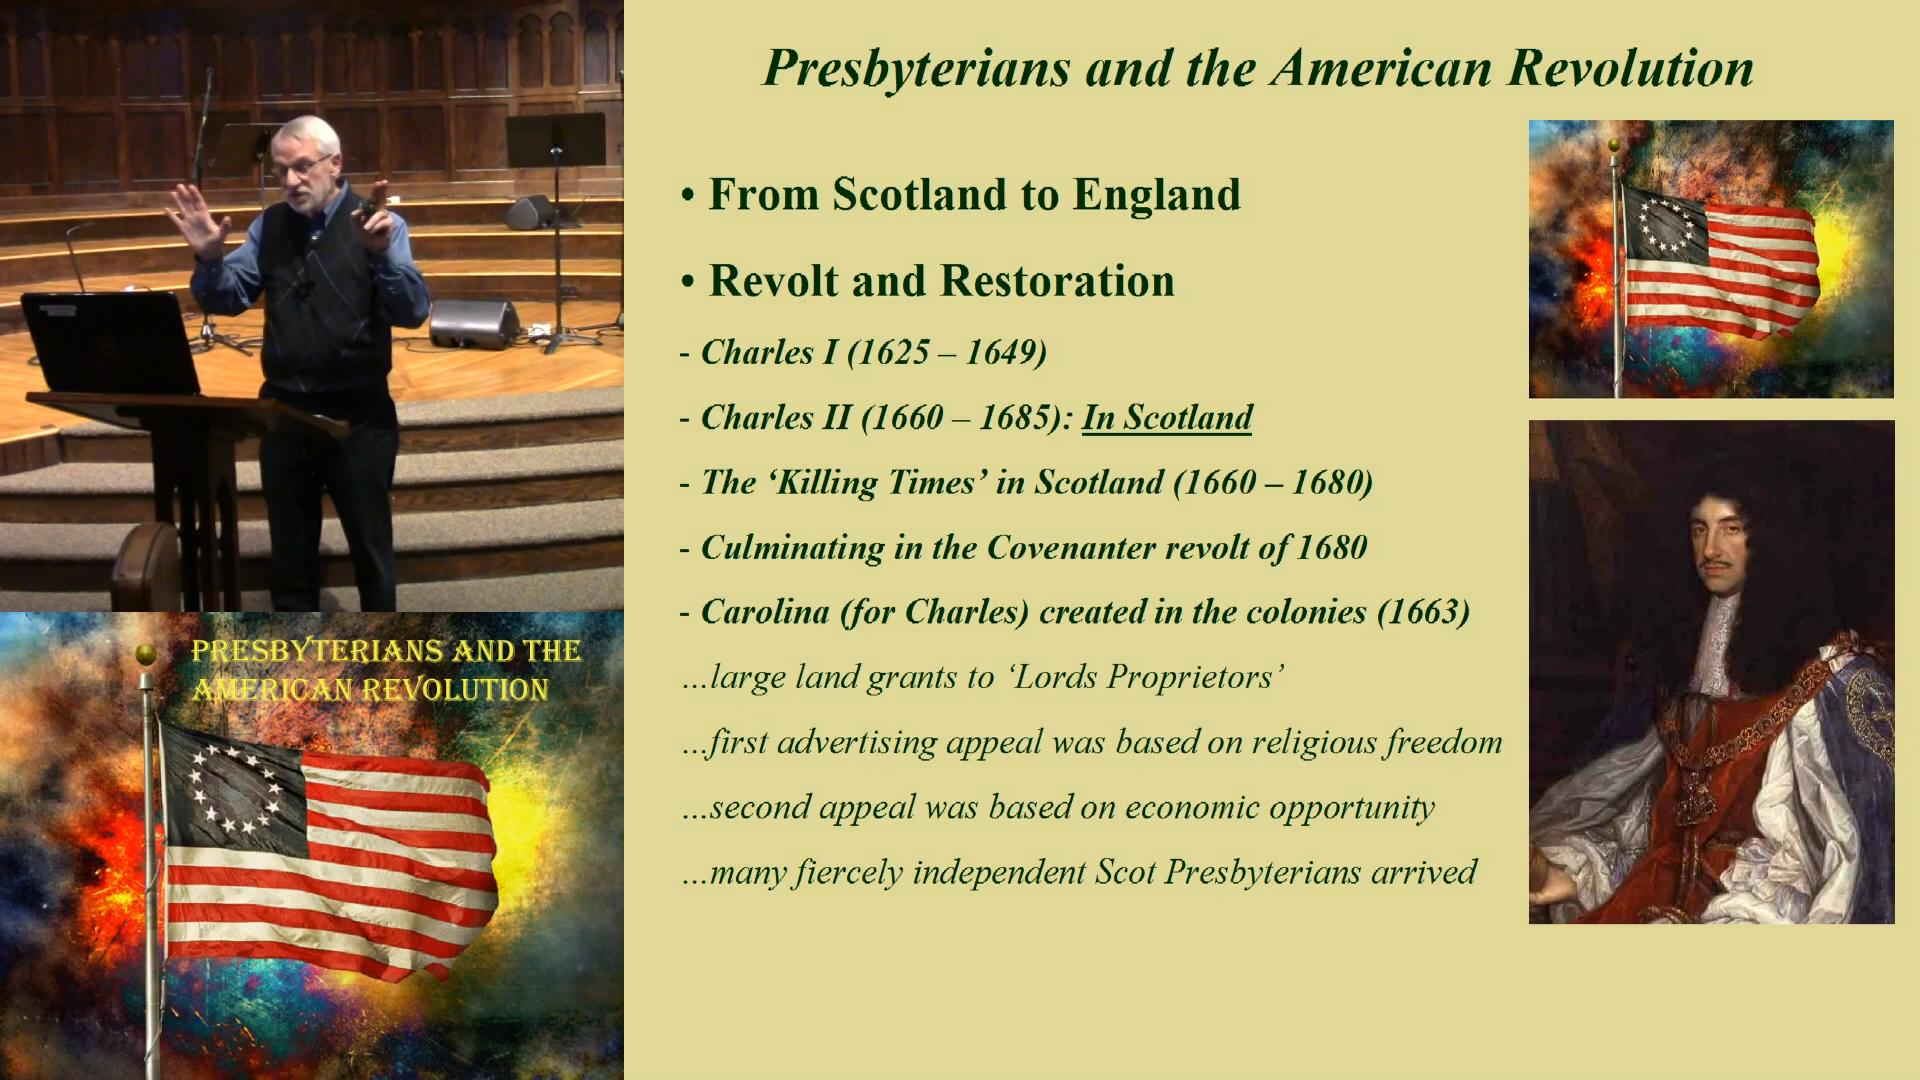 Presbyterians and the American Revolution
• From Scotland to England
• Revolt and Restoration
- Charles I (1625 – 1649)
- Charles II (1660 – 1685): In Scotland
- The ‘Killing Times’ in Scotland (1660 – 1680)
- Culminating in the Covenanter revolt of 1680
- Carolina (for Charles) created in the colonies (1663)
...large land grants to ‘Lords Proprietors’
...first advertising appeal was based on religious freedom
...second appeal was based on economic opportunity
...many fiercely independent Scot Presbyterians arrived
PRESBYTERIANS AND THE
AMERICAN REVOLUTION